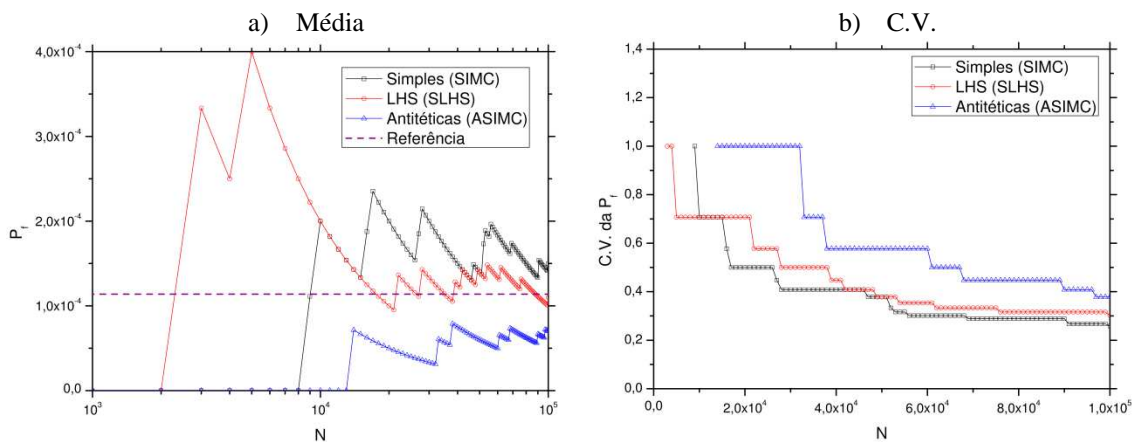 a) Média
4,0x10⁻⁴
3,0x10⁻⁴
2,0x10⁻⁴
1,0x10⁻⁴
0,0
P_f
Simples (SIMC)
LHS (SLHS)
Antitéticas (ASIMC)
Referência
10³
10⁴
10⁵
N
b) C.V.
1,4
1,2
1,0
0,8
0,6
0,4
0,2
0,0
C.V. da P_f
Simples (SIMC)
LHS (SLHS)
Antitéticas (ASIMC)
0,0
2,0x10⁴
4,0x10⁴
6,0x10⁴
8,0x10⁴
1,0x10⁵
N